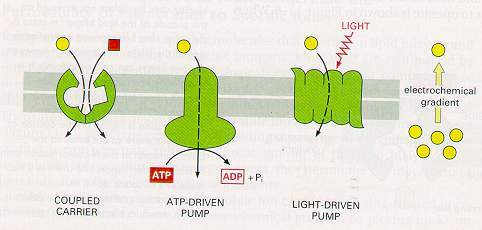 LIGHT
electrochemical
gradient
ATP
ADP + Pi
COUPLED
CARRIER
ATP-DRIVEN
PUMP
LIGHT-DRIVEN
PUMP